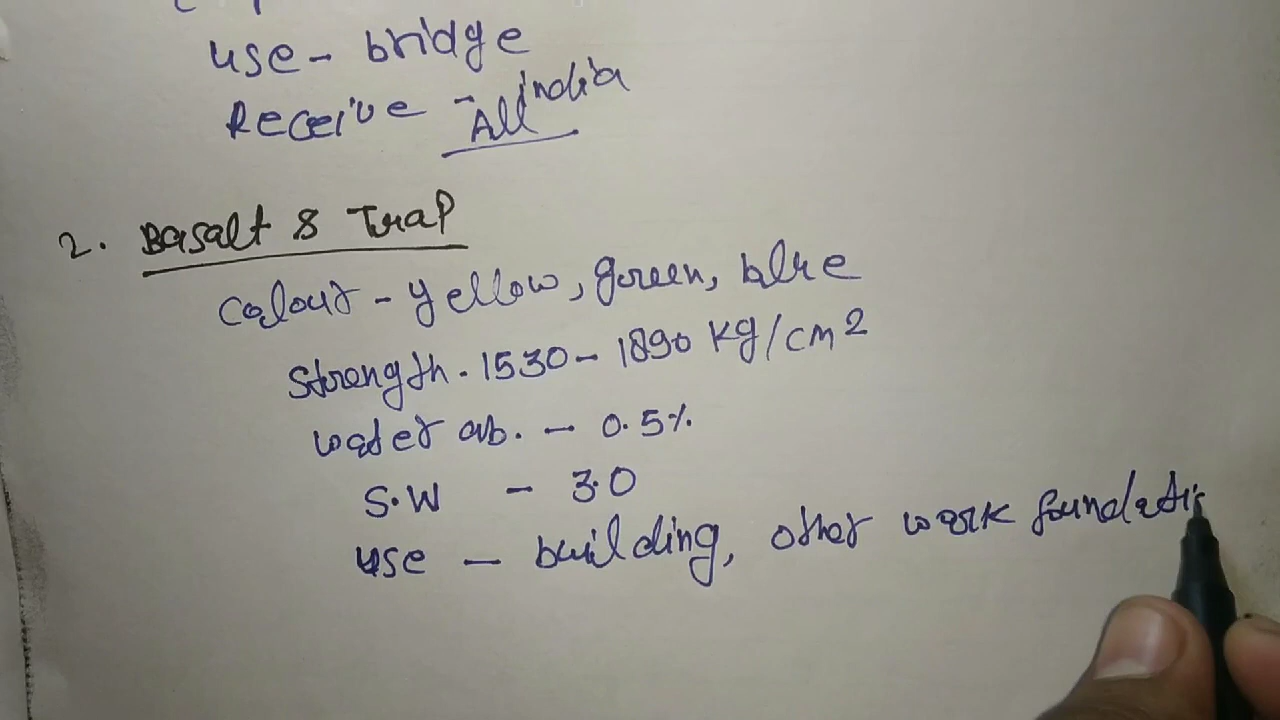 use - bridge
Receive - All india
2. Basalt & Trap
Colour - yellow, green, blue
Strength. 1530 - 1890 kg/cm2
water ab. - 0.5%
S.W - 3.0
use - building, other work foundati